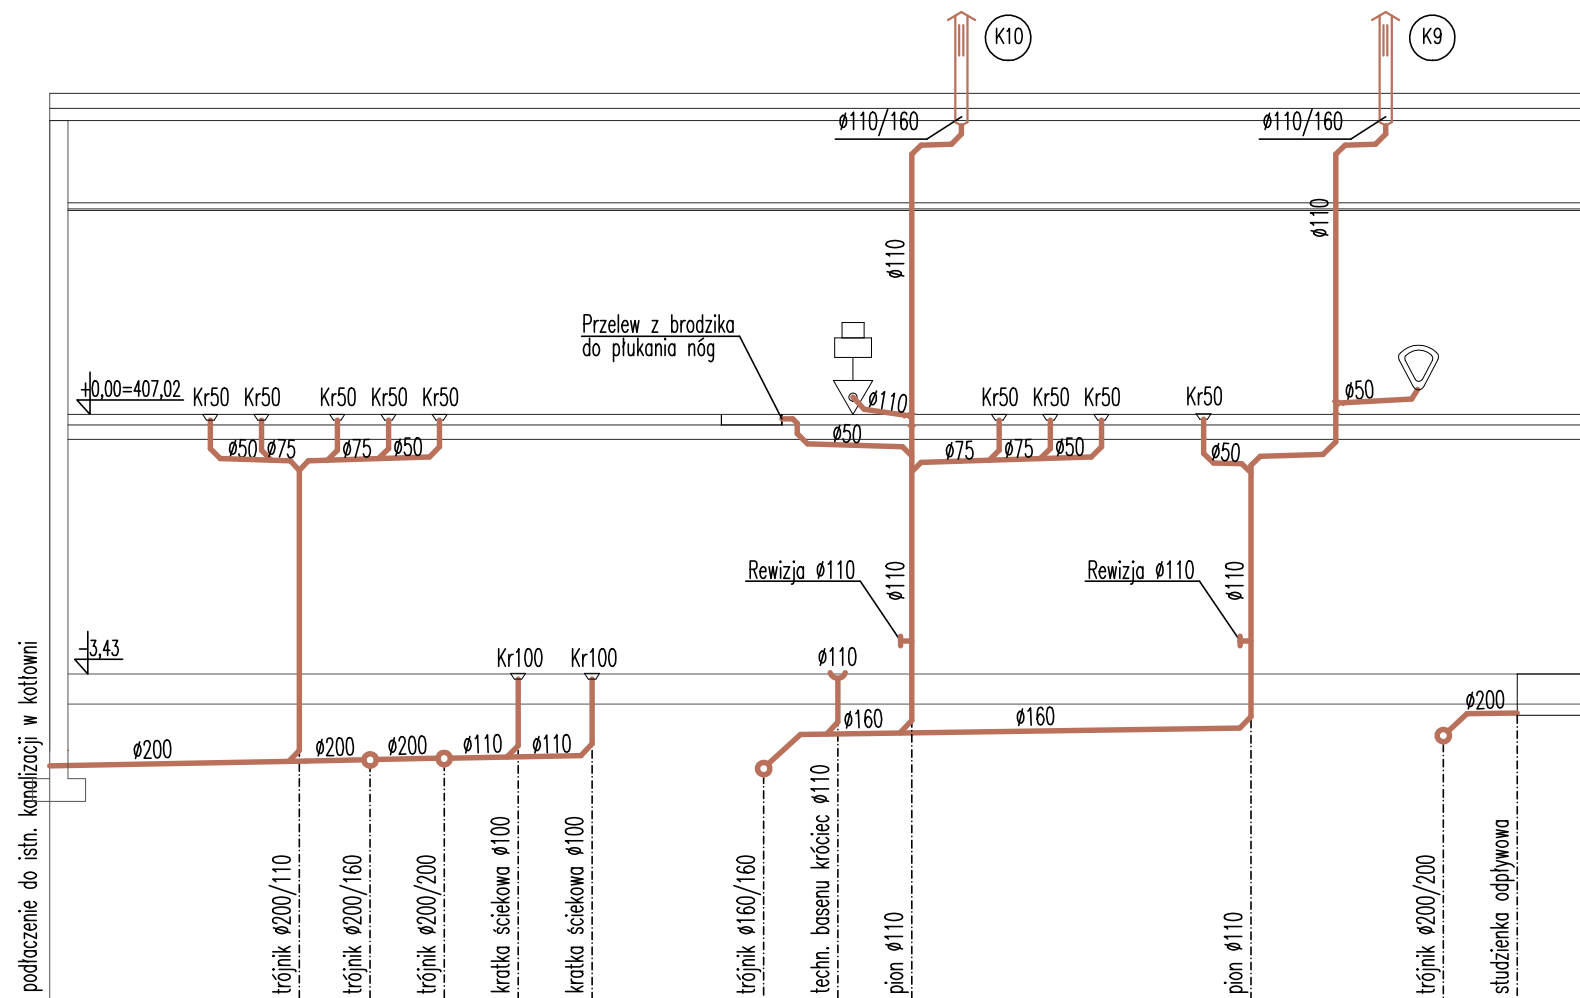 K10
K9
ø110/160
ø110/160
ø110
ø110
Przelew z brodzika
do płukania nóg
+0,00=407,02
Kr50
Kr50
Kr50
Kr50
Kr50
ø110
Kr50
Kr50
Kr50
Kr50
ø50
ø50
ø75
ø75
ø50
ø50
ø75
ø75
ø50
ø50
Rewizja ø110
ø110
Rewizja ø110
ø110
-3,43
Kr100
Kr100
ø110
ø200
ø200
ø200
ø110
ø110
ø160
ø160
ø200
podłaczenie do istn. kanalizacji w kotłowni
trójnik ø200/110
trójnik ø200/160
trójnik ø200/200
kratka ściekowa ø100
kratka ściekowa ø100
trójnik ø160/160
techn. basenu króciec ø110
pion ø110
pion ø110
trójnik ø200/200
studzienka odpływowa